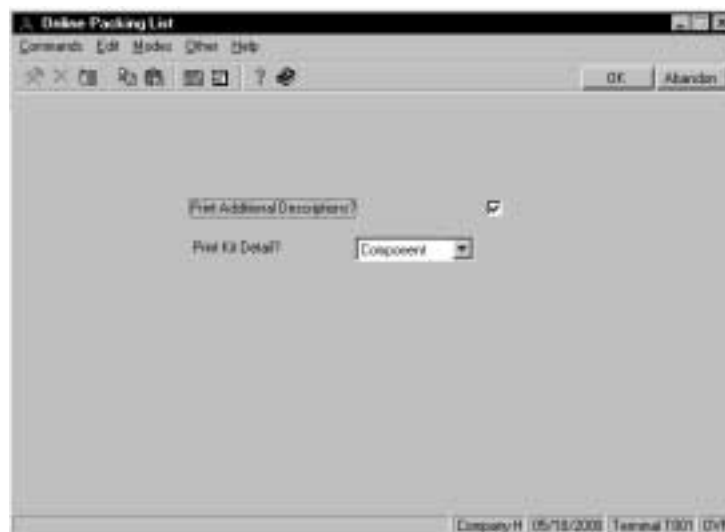 Online Packing List
Commands Edit Modes Other Help
OK Abandon
Print Additional Descriptions?
Print Kit Detail?
Component
Company H 05/18/2000 Terminal T001 OVR